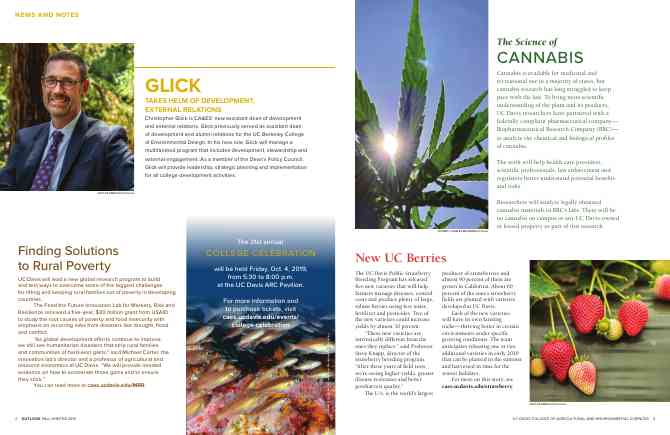 NEWS AND NOTES
GLICK
TAKES HELM OF DEVELOPMENT,
EXTERNAL RELATIONS
Christopher Glick is CA&ES' new assistant dean of development
and external relations. Glick previously served as assistant dean
of development and alumni relations for the UC Berkeley College
of Environmental Design. In his new role, Glick will manage a
multifaceted program that includes development, stewardship and
external engagement. As a member of the Dean's Policy Council,
Glick will provide leadership, strategic planning and implementation
for all college development activities.
Finding Solutions
to Rural Poverty
UC Davis will lead a new global research program to build
and test ways to overcome some of the biggest challenges
for lifting and keeping rural families out of poverty in developing
countries.
The Feed the Future Innovation Lab for Markets, Risk and
Resilience received a five-year, $30 million grant from USAID
to study the root causes of poverty and food insecurity with
emphasis on recurring risks from disasters like drought, flood
and conflict.
"As global development efforts continue to improve,
we still see humanitarian disasters that strip rural families
and communities of hard-won gains," said Michael Carter, the
innovation lab's director and a professor of agricultural and
resource economics at UC Davis. "We will provide needed
evidence on how to accelerate those gains and to ensure
they stick."
You can read more at caes.ucdavis.edu/MRR.
The 31st annual
COLLEGE CELEBRATION
will be held Friday, Oct. 4, 2019,
from 5:30 to 8:00 p.m.
at the UC Davis ARC Pavilion.
For more information and
to purchase tickets, visit
caes.ucdavis.edu/events/
college-celebration
2 OUTLOOK
The Science of
CANNABIS
Cannabis is available for medicinal and
recreational use in a majority of states, but
cannabis research has long struggled to keep
pace with the law. To bring more scientific
understanding of the plant and its products,
UC Davis researchers have partnered with a
federally compliant pharmaceutical company—
Biopharmaceutical Research Company (BRC)—
to analyze the chemical and biological profiles
of cannabis.
The work will help health care providers,
scientific professionals, law enforcement and
regulators better understand potential benefits
and risks.
Researchers will analyze legally obtained
cannabis materials in BRC's labs. There will be
no cannabis on campus or any UC Davis owned
or leased property as part of this research.
New UC Berries
The UC Davis Public Strawberry
Breeding Program has released
five new varieties that will help
farmers manage diseases, control
costs and produce plenty of large,
robust berries using less water,
fertilizer and pesticides. Two of
the new varieties could increase
yields by almost 30 percent.
"These new varieties are
intrinsically different from the
ones they replace," said Professor
Steve Knapp, director of the
strawberry breeding program.
"After three years of field tests,
we're seeing higher yields, greater
disease resistance and better
postharvest quality."
The U.S. is the world's largest
producer of strawberries and
almost 90 percent of them are
grown in California. About 60
percent of the state's strawberry
fields are planted with varieties
developed at UC Davis.
Each of the new varieties
will have its own farming
niche—thriving better in certain
environments under specific
growing conditions. The team
anticipates releasing one or two
additional varieties in early 2019
that can be planted in the summer
and harvested in time for the
winter holidays.
For more on this story, see
caes.ucdavis.edu/strawberry.
UC DAVIS COLLEGE OF AGRICULTURAL AND ENVIRONMENTAL SCIENCES 3